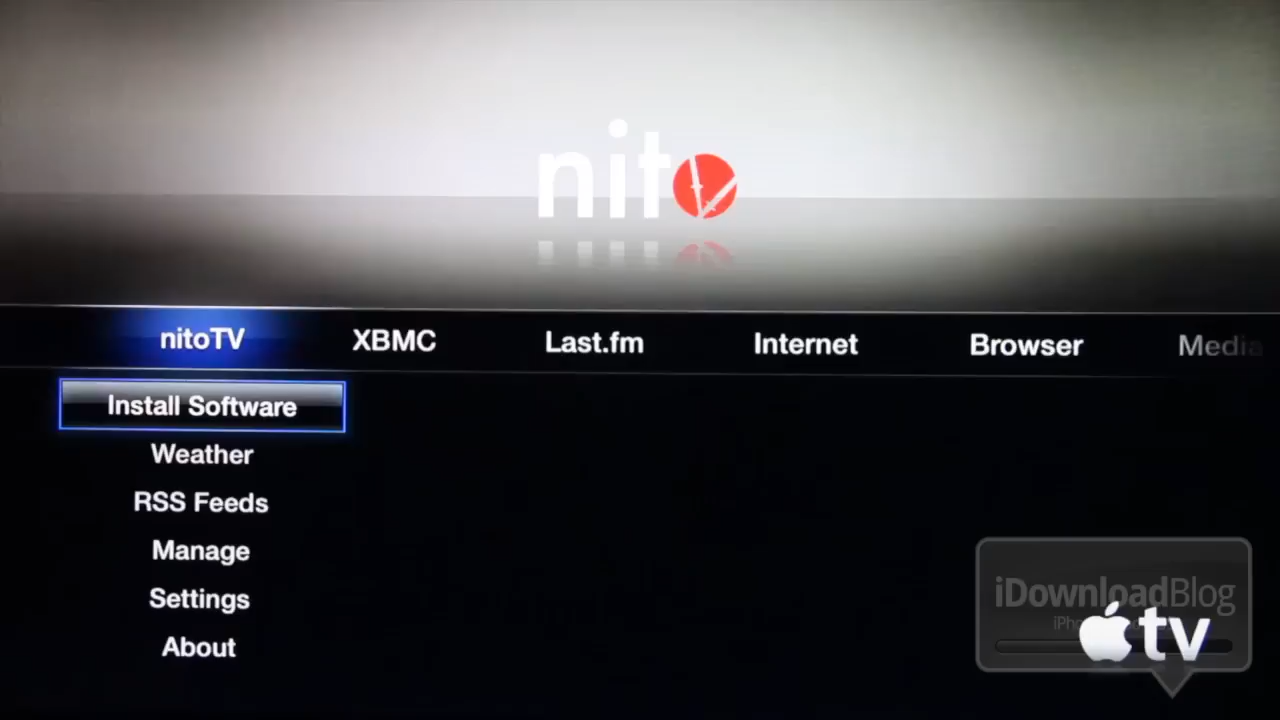 nito
nitoTV
XBMC
Last.fm
Internet
Browser
Media
Install Software
Weather
RSS Feeds
Manage
Settings
About
iDownloadBlog
tv